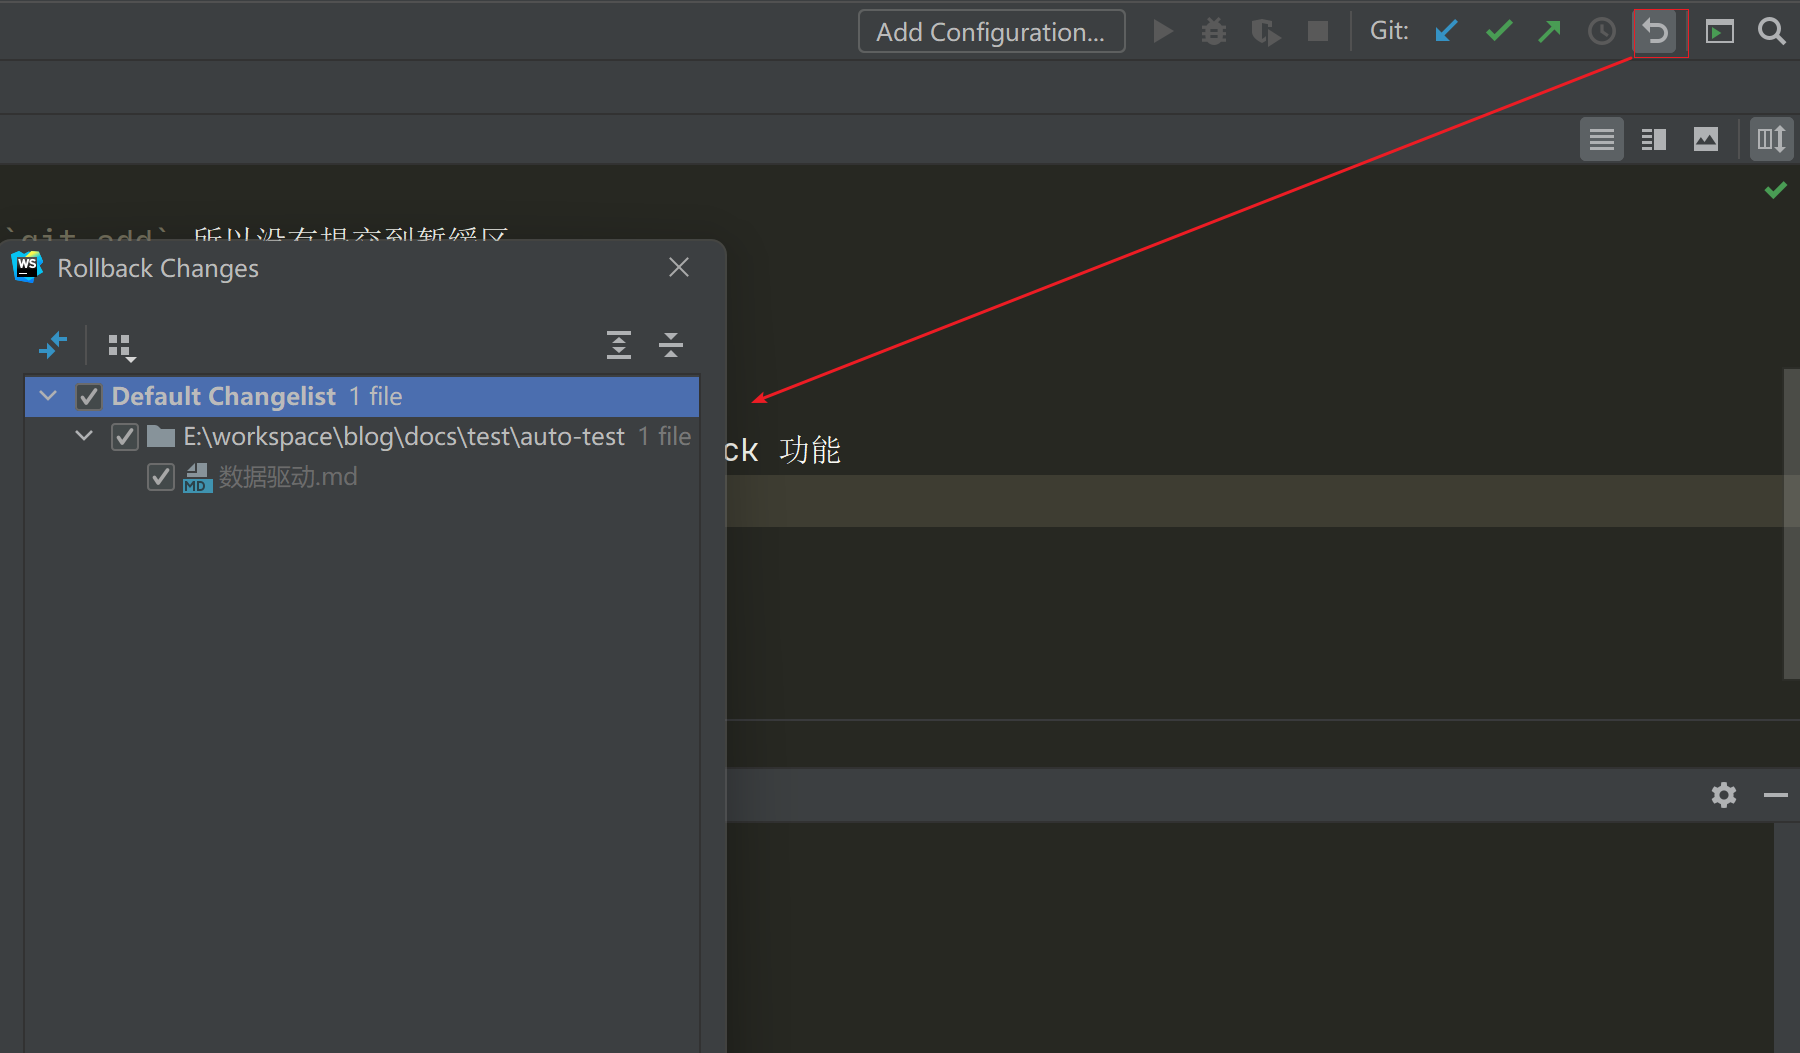 Add Configuration...
Git:
`git add` 所以没有提交到暂缓区
WS
Rollback Changes
Default Changelist 1 file
E:\workspace\blog\docs\test\auto-test 1 file
ck 功能
MD 数据驱动.md